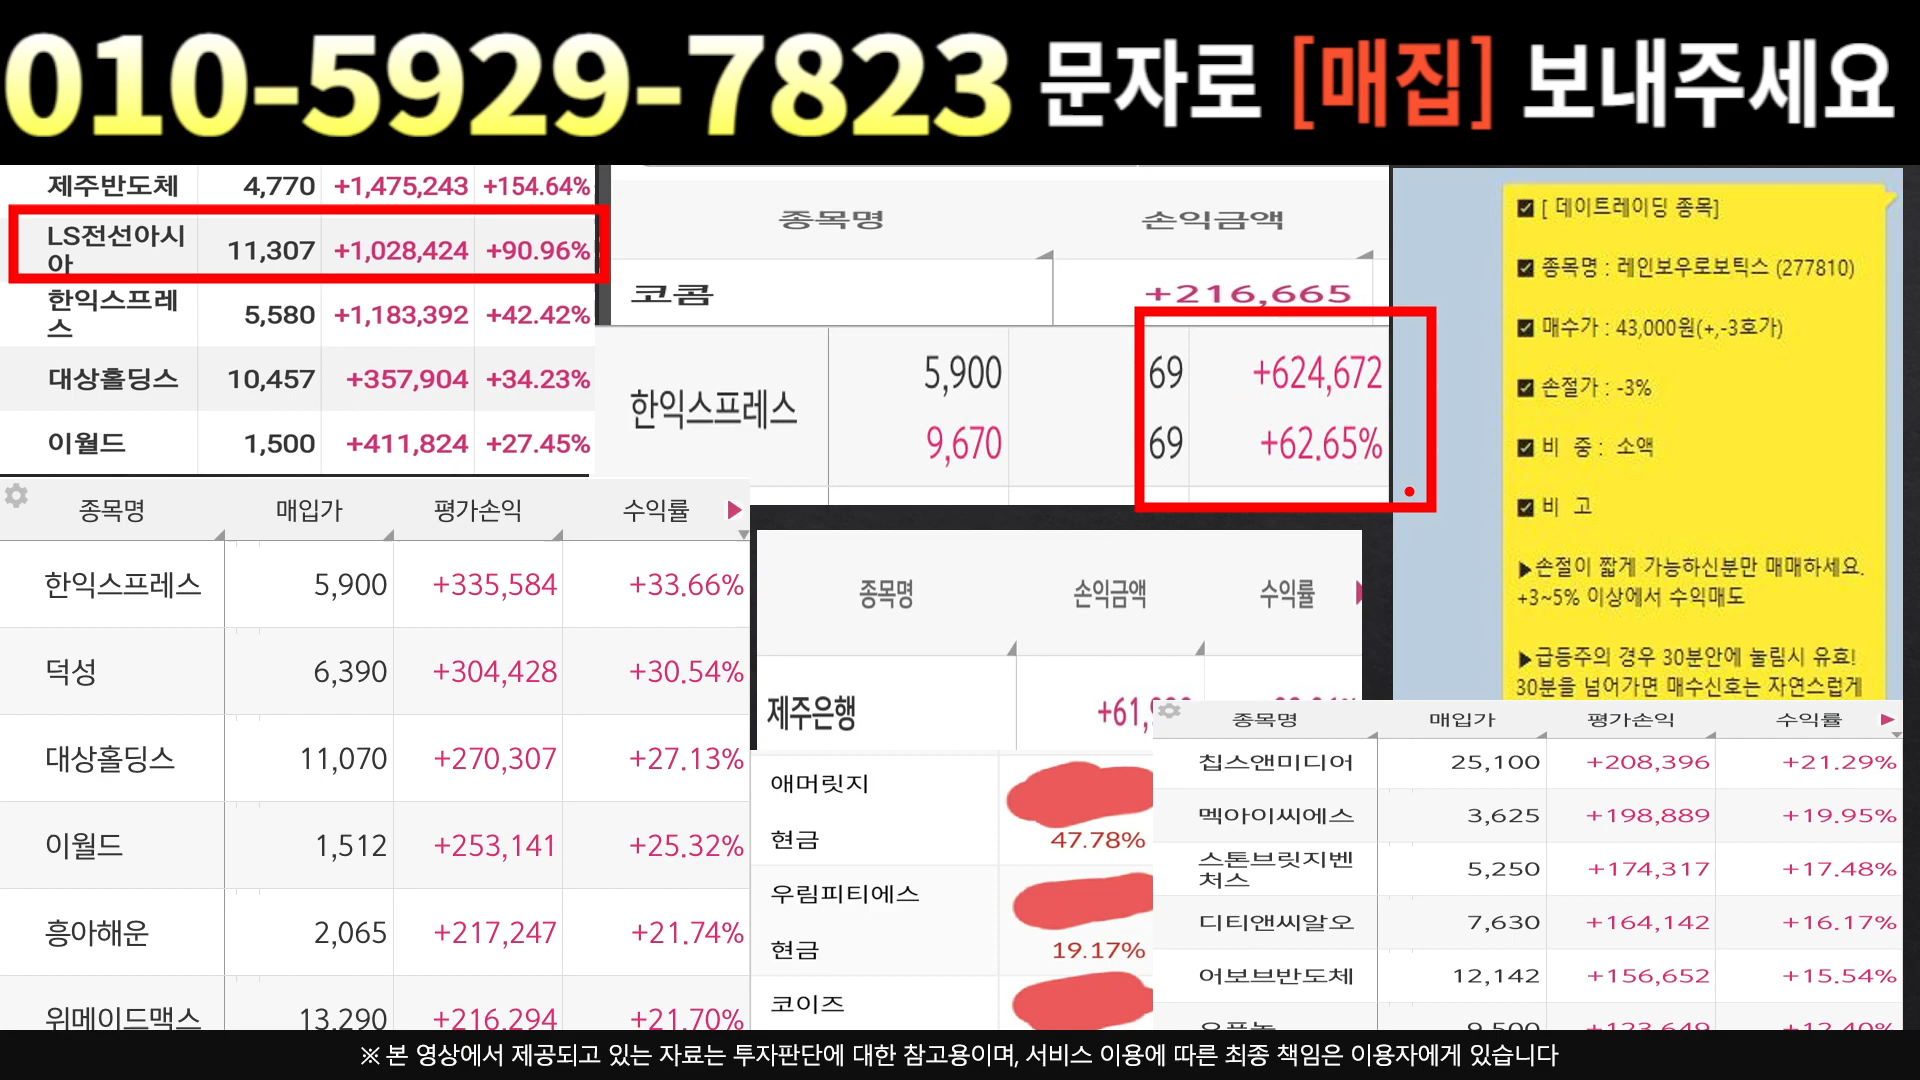 010-5929-7823 문자로 [매집] 보내주세요
제주반도체 4,770 +1,475,243 +154.64%
LS전선아시
아 11,307 +1,028,424 +90.96%
한익스프레
스 5,580 +1,183,392 +42.42%
대상홀딩스 10,457 +357,904 +34.23%
이월드 1,500 +411,824 +27.45%
종목명 손익금액
코콤 +216,665
한익스프레스
5,900 69 +624,672
9,670 69 +62.65%
[ 데이트레이딩 종목]
종목명 : 레인보우로보틱스 (277810)
매수가 : 43,000원(+,-3호가)
손절가 : -3%
비 중 : 소액
비 고
▶손절이 짧게 가능하신분만 매매하세요.
+3~5% 이상에서 수익매도
▶급등주의 경우 30분안에 눌림시 유효!
30분을 넘어가면 매수신호는 자연스럽게
종목명 매입가 평가손익 수익률
한익스프레스 5,900 +335,584 +33.66%
덕성 6,390 +304,428 +30.54%
대상홀딩스 11,070 +270,307 +27.13%
이월드 1,512 +253,141 +25.32%
흥아해운 2,065 +217,247 +21.74%
위메이드맥스 13,290 +216,294 +21.70%
종목명 손익금액 수익률
제주은행
애머릿지
현금 47.78%
우림피티에스
현금 19.17%
코이즈
종목명 매입가 평가손익 수익률
칩스앤미디어 25,100 +208,396 +21.29%
멕아이씨에스 3,625 +198,889 +19.95%
스톤브릿지벤
처스 5,250 +174,317 +17.48%
디티앤씨알오 7,630 +164,142 +16.17%
어보브반도체 12,142 +156,652 +15.54%
※ 본 영상에서 제공되고 있는 자료는 투자판단에 대한 참고용이며, 서비스 이용에 따른 최종 책임은 이용자에게 있습니다